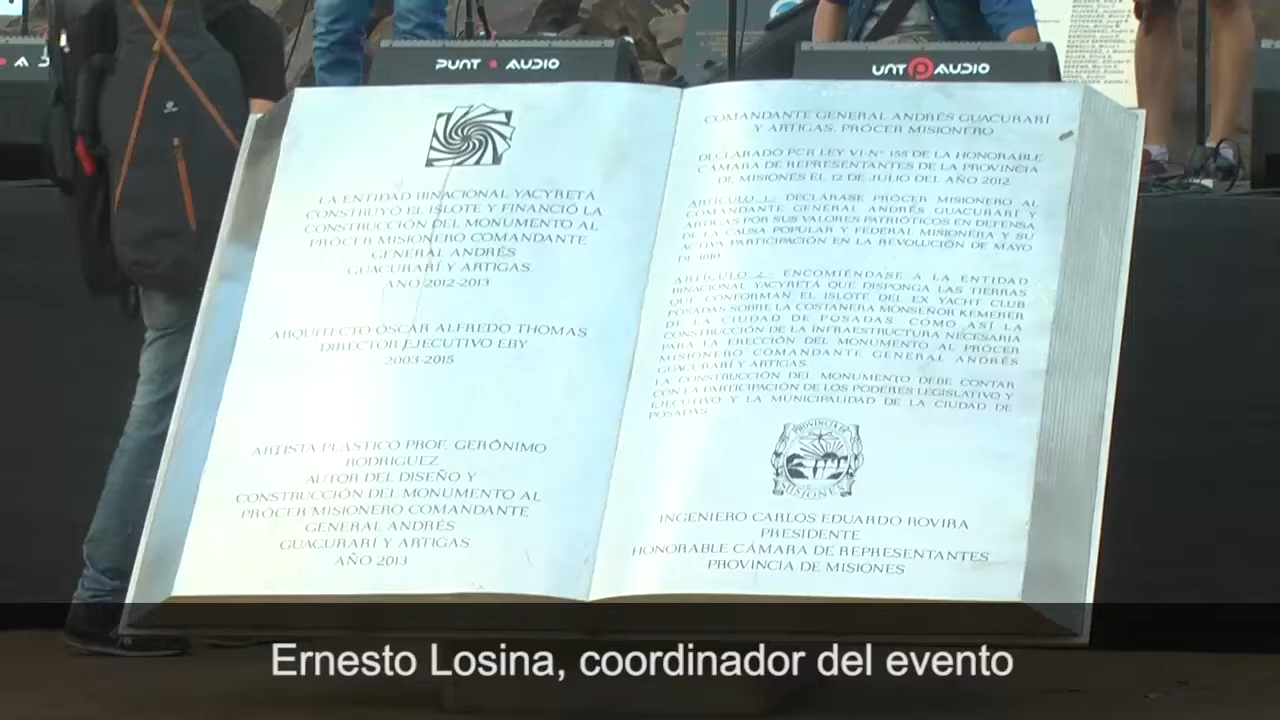 PUNT AUDIO
UNT AUDIO
LA ENTIDAD BINACIONAL YACYRETÁ
CONSTRUYÓ EL ISLOTE Y FINANCIÓ LA
CONSTRUCCIÓN DEL MONUMENTO AL
PRÓCER MISIONERO COMANDANTE
GENERAL ANDRÉS
GUACURARÍ Y ARTIGAS.
AÑO 2012-2013
ARQUITECTO OSCAR ALFREDO THOMAS
DIRECTOR EJECUTIVO EBY
2003-2015
ARTISTA PLÁSTICO PROF. GERÓNIMO
RODRIGUEZ
AUTOR DEL DISEÑO Y
CONSTRUCCIÓN DEL MONUMENTO AL
PRÓCER MISIONERO COMANDANTE
GENERAL ANDRÉS
GUACURARÍ Y ARTIGAS
AÑO 2013
COMANDANTE GENERAL ANDRÉS GUACURARÍ
Y ARTIGAS, PRÓCER MISIONERO
DECLARADO POR LEY VI-N° 155 DE LA HONORABLE
CÁMARA DE REPRESENTANTES DE LA PROVINCIA
DE MISIONES EL 12 DE JULIO DEL AÑO 2012.
ARTÍCULO 1.- DECLÁRASE PRÓCER MISIONERO AL
COMANDANTE GENERAL ANDRÉS GUACURARÍ Y
ARTIGAS POR SUS VALORES PATRIÓTICOS EN DEFENSA
DE LA CAUSA POPULAR Y FEDERAL MISIONERA Y SU
ACTIVA PARTICIPACIÓN EN LA REVOLUCIÓN DE MAYO
DE 1810.
ARTÍCULO 2.- ENCOMIÉNDASE A LA ENTIDAD
BINACIONAL YACYRETÁ QUE DISPONGA LAS TIERRAS
QUE CONFORMAN EL ISLOTE DEL EX YACHT CLUB
POSADAS SOBRE LA COSTANERA MONSEÑOR KEMERER
DE LA CIUDAD DE POSADAS COMO ASÍ LA
CONSTRUCCIÓN DE LA INFRAESTRUCTURA NECESARIA
PARA LA ERECCIÓN DEL MONUMENTO AL PRÓCER
MISIONERO COMANDANTE GENERAL ANDRÉS
GUACURARÍ Y ARTIGAS.
LA CONSTRUCCIÓN DEL MONUMENTO DEBE CONTAR
CON LA PARTICIPACIÓN DE LOS PODERES LEGISLATIVO Y
EJECUTIVO Y LA MUNICIPALIDAD DE LA CIUDAD DE
POSADAS
PROVINCIA DE
MISIONES
INGENIERO CARLOS EDUARDO ROVIRA
PRESIDENTE
HONORABLE CÁMARA DE REPRESENTANTES
PROVINCIA DE MISIONES
Ernesto Losina, coordinador del evento